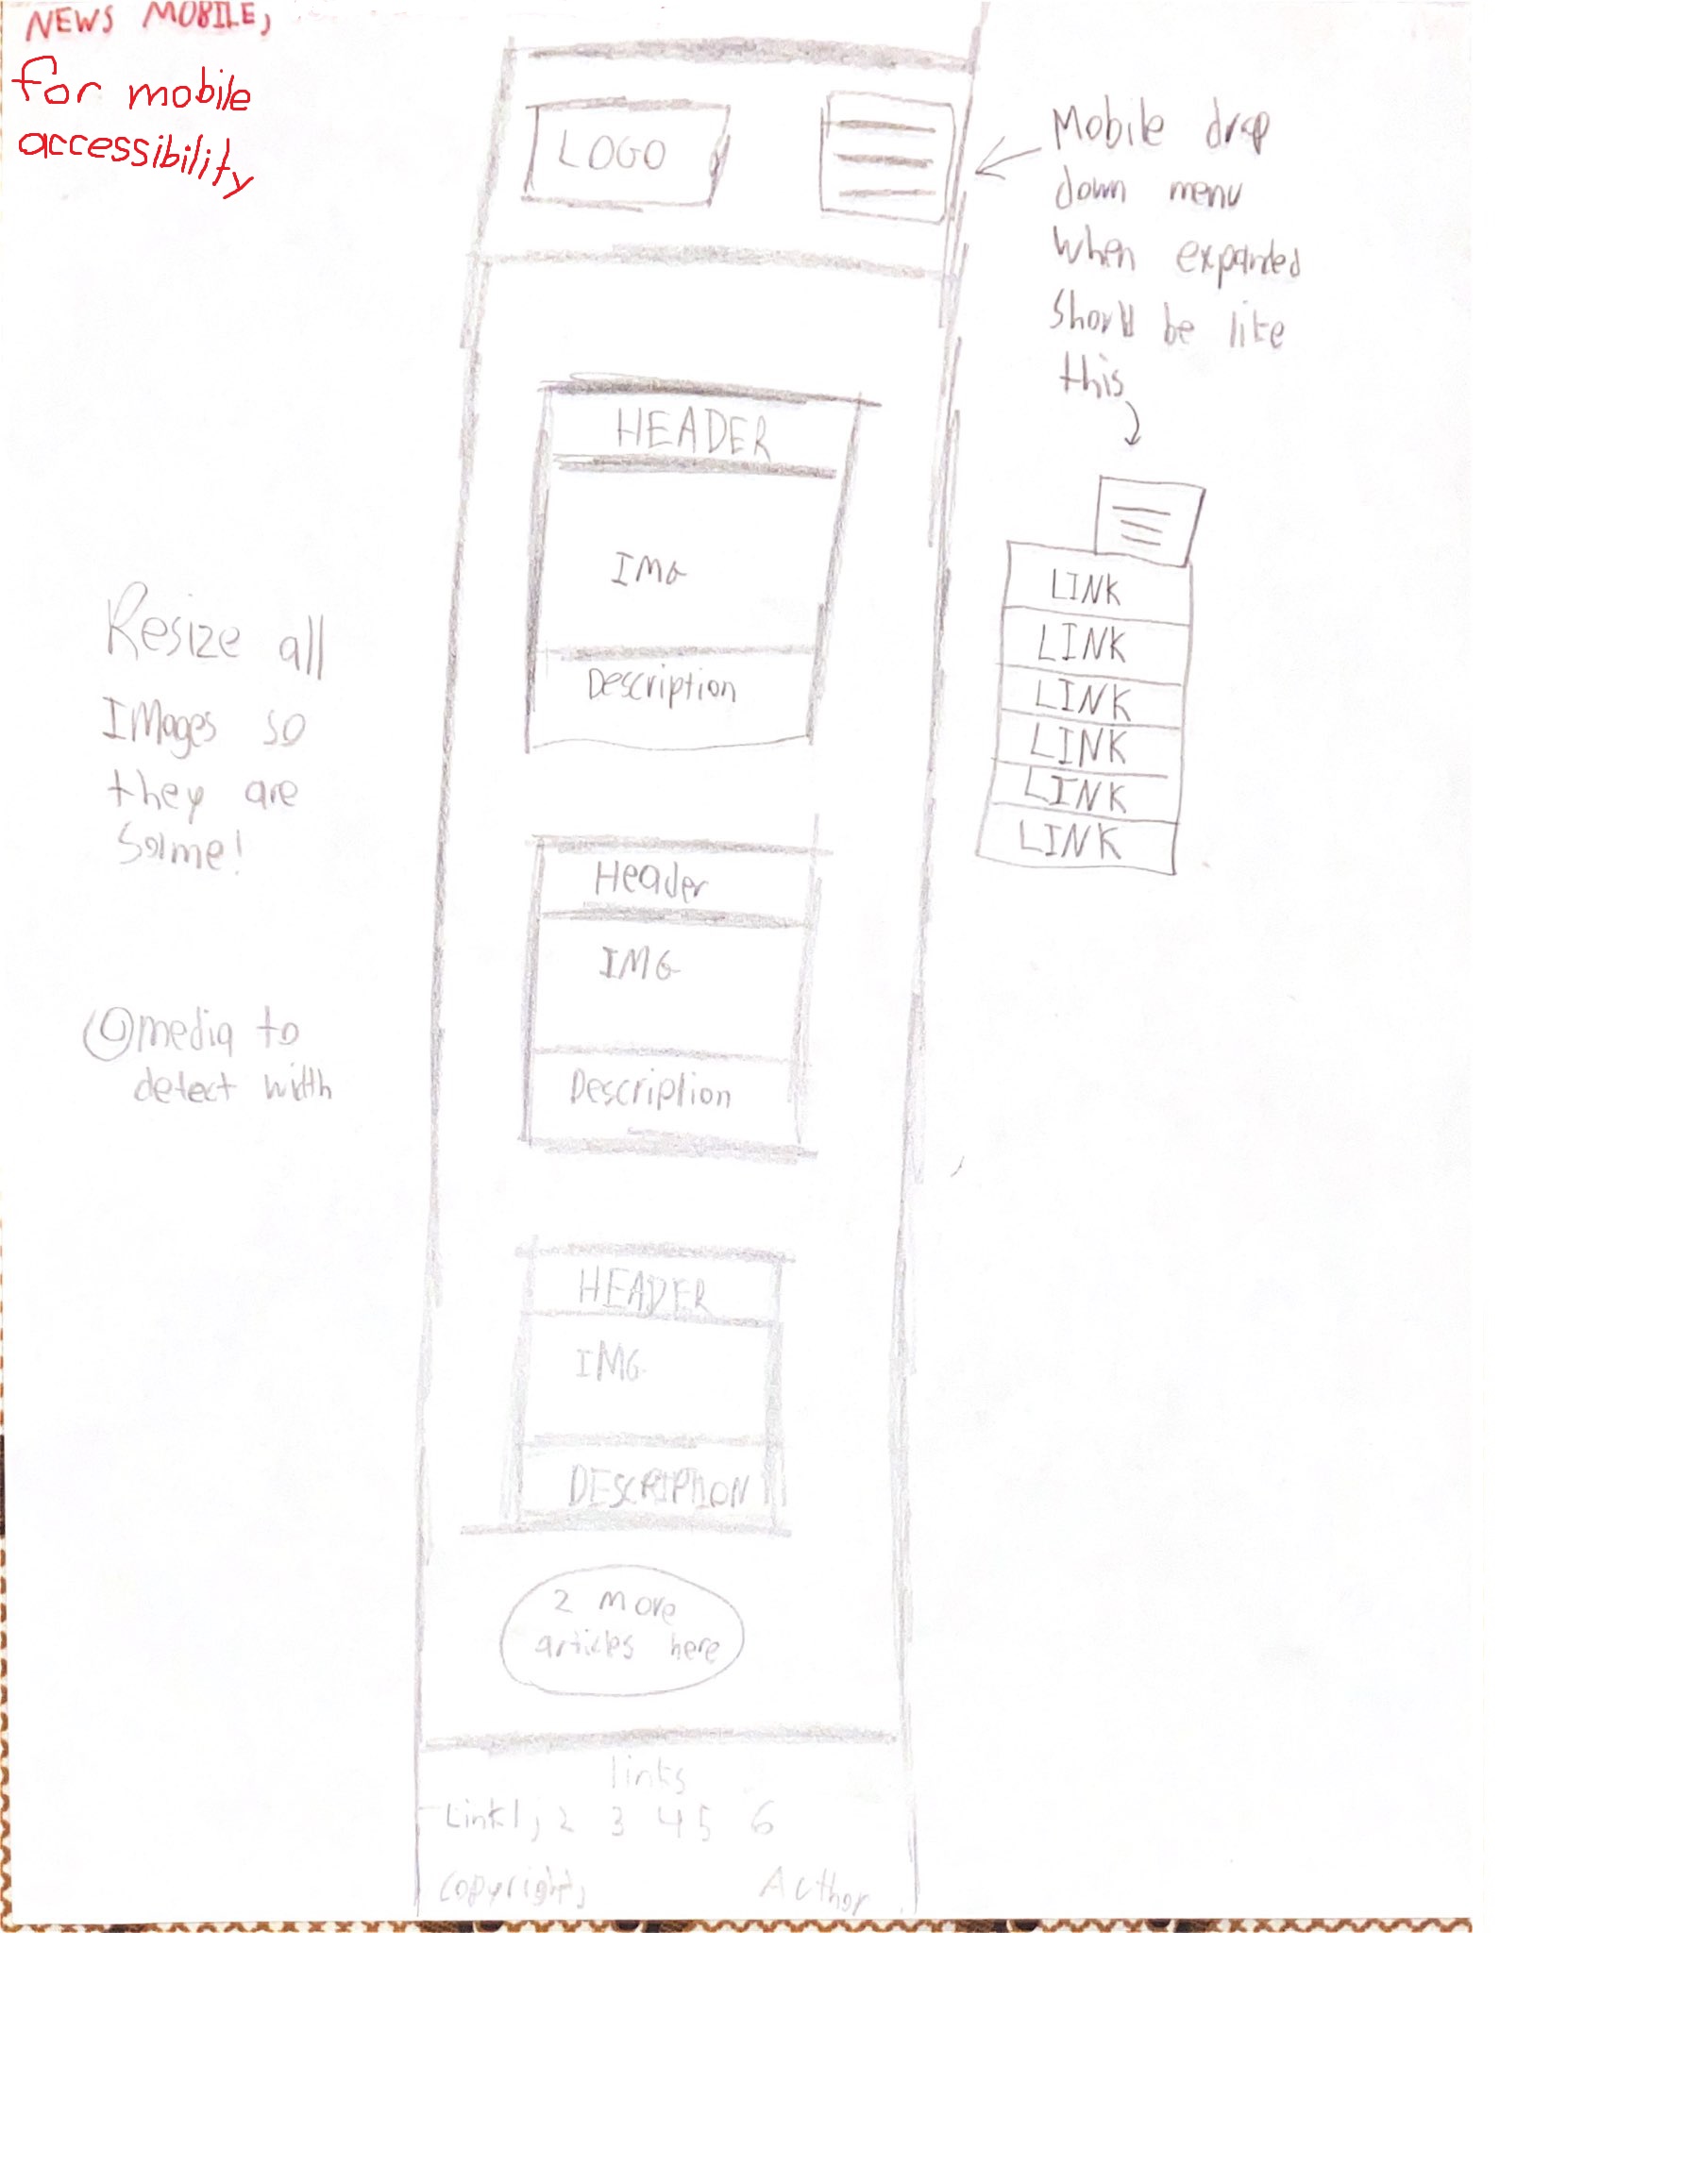 NEWS MOBILE,
for mobile
accessibility
LOGO
Mobile drop
down menu
when expanded
should be like
this
HEADER
IMG
Description
LINK
LINK
LINK
LINK
LINK
LINK
Resize all
IMages so
they are
same!
Header
IMG
Description
@media to
detect width
HEADER
IMG
DESCRIPTION
2 more
articles here
links
Link1, 2 3 4 5 6
copyright,
Author